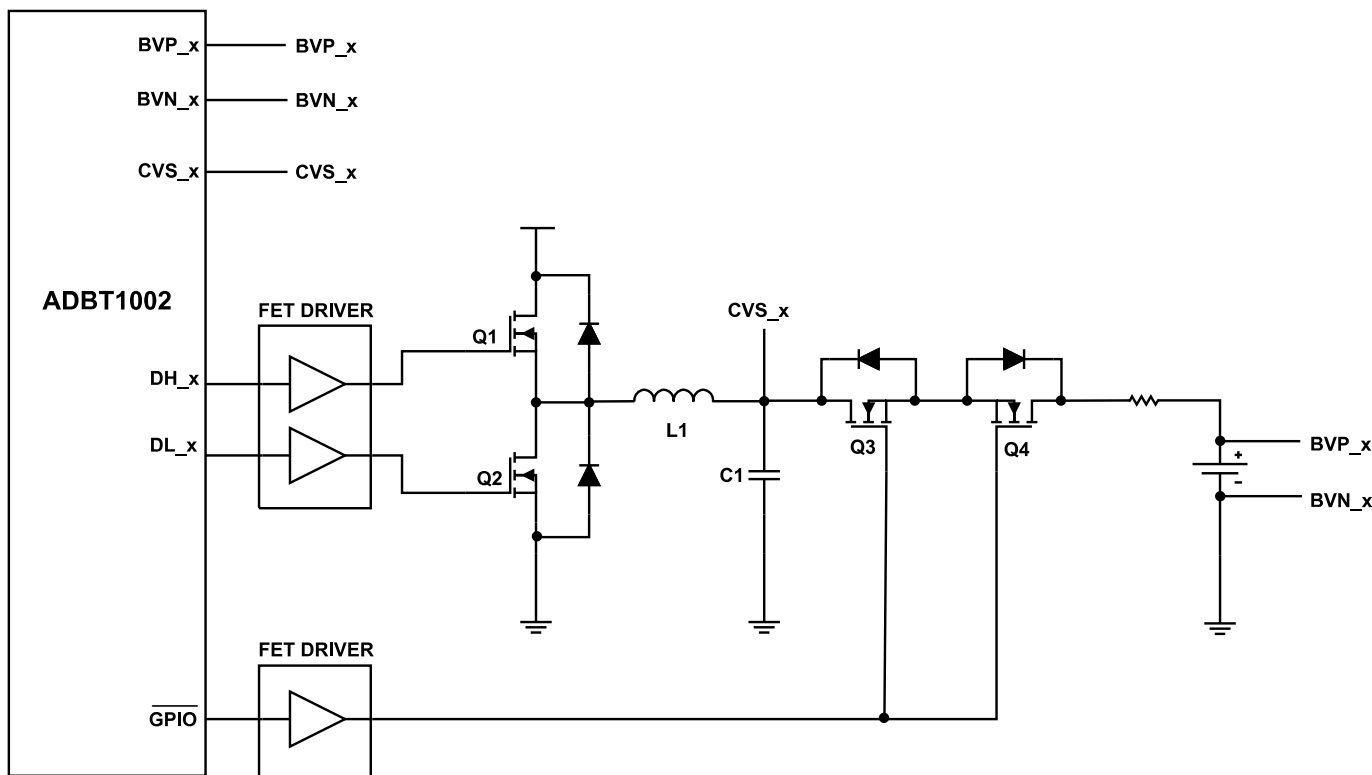 BVP_x BVP_x
BVN_x BVN_x
CVS_x CVS_x
ADBT1002
FET DRIVER
CVS_x
Q1
DH_x
L1
Q3
Q4
DL_x
BVP_x
Q2
C1
+
-
BVN_x
FET DRIVER
GPIO